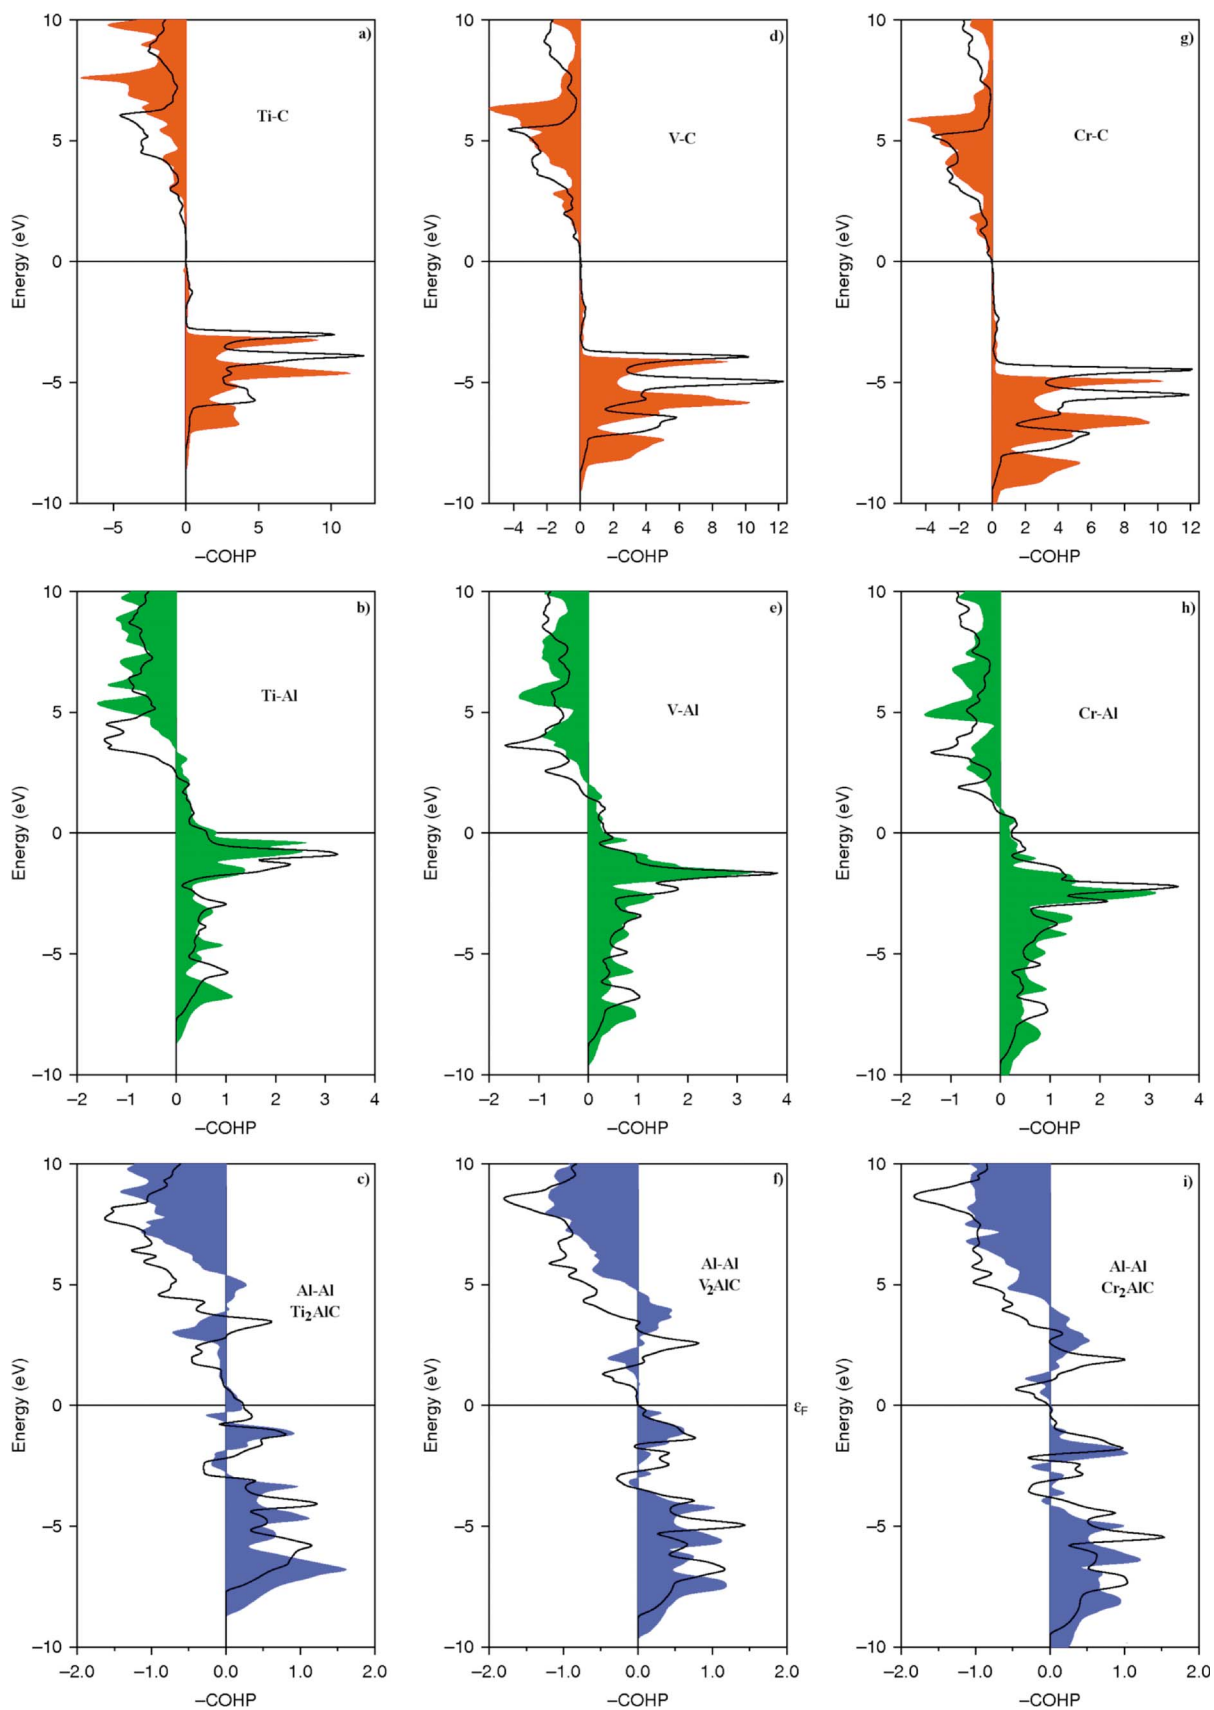 a)
10
5
0
–5
–10
Energy (eV)
Ti-C
–5
0
5
10
–COHP
d)
10
5
0
–5
–10
Energy (eV)
V-C
–4
–2
0
2
4
6
8
10
12
–COHP
g)
10
5
0
–5
–10
Energy (eV)
Cr-C
–4
–2
0
2
4
6
8
10
12
–COHP
b)
10
5
0
–5
–10
Energy (eV)
Ti-Al
–2
–1
0
1
2
3
4
–COHP
e)
10
5
0
–5
–10
Energy (eV)
V-Al
–2
–1
0
1
2
3
4
–COHP
h)
10
5
0
–5
–10
Energy (eV)
Cr-Al
–2
–1
0
1
2
3
4
–COHP
c)
10
5
0
–5
–10
Energy (eV)
Al-Al
Ti₂AlC
–2.0
–1.0
0.0
1.0
2.0
–COHP
f)
10
5
0
–5
–10
Energy (eV)
Al-Al
V₂AlC
εF
–2.0
–1.0
0.0
1.0
2.0
–COHP
i)
10
5
0
–5
–10
Energy (eV)
Al-Al
Cr₂AlC
–2.0
–1.0
0.0
1.0
2.0
–COHP